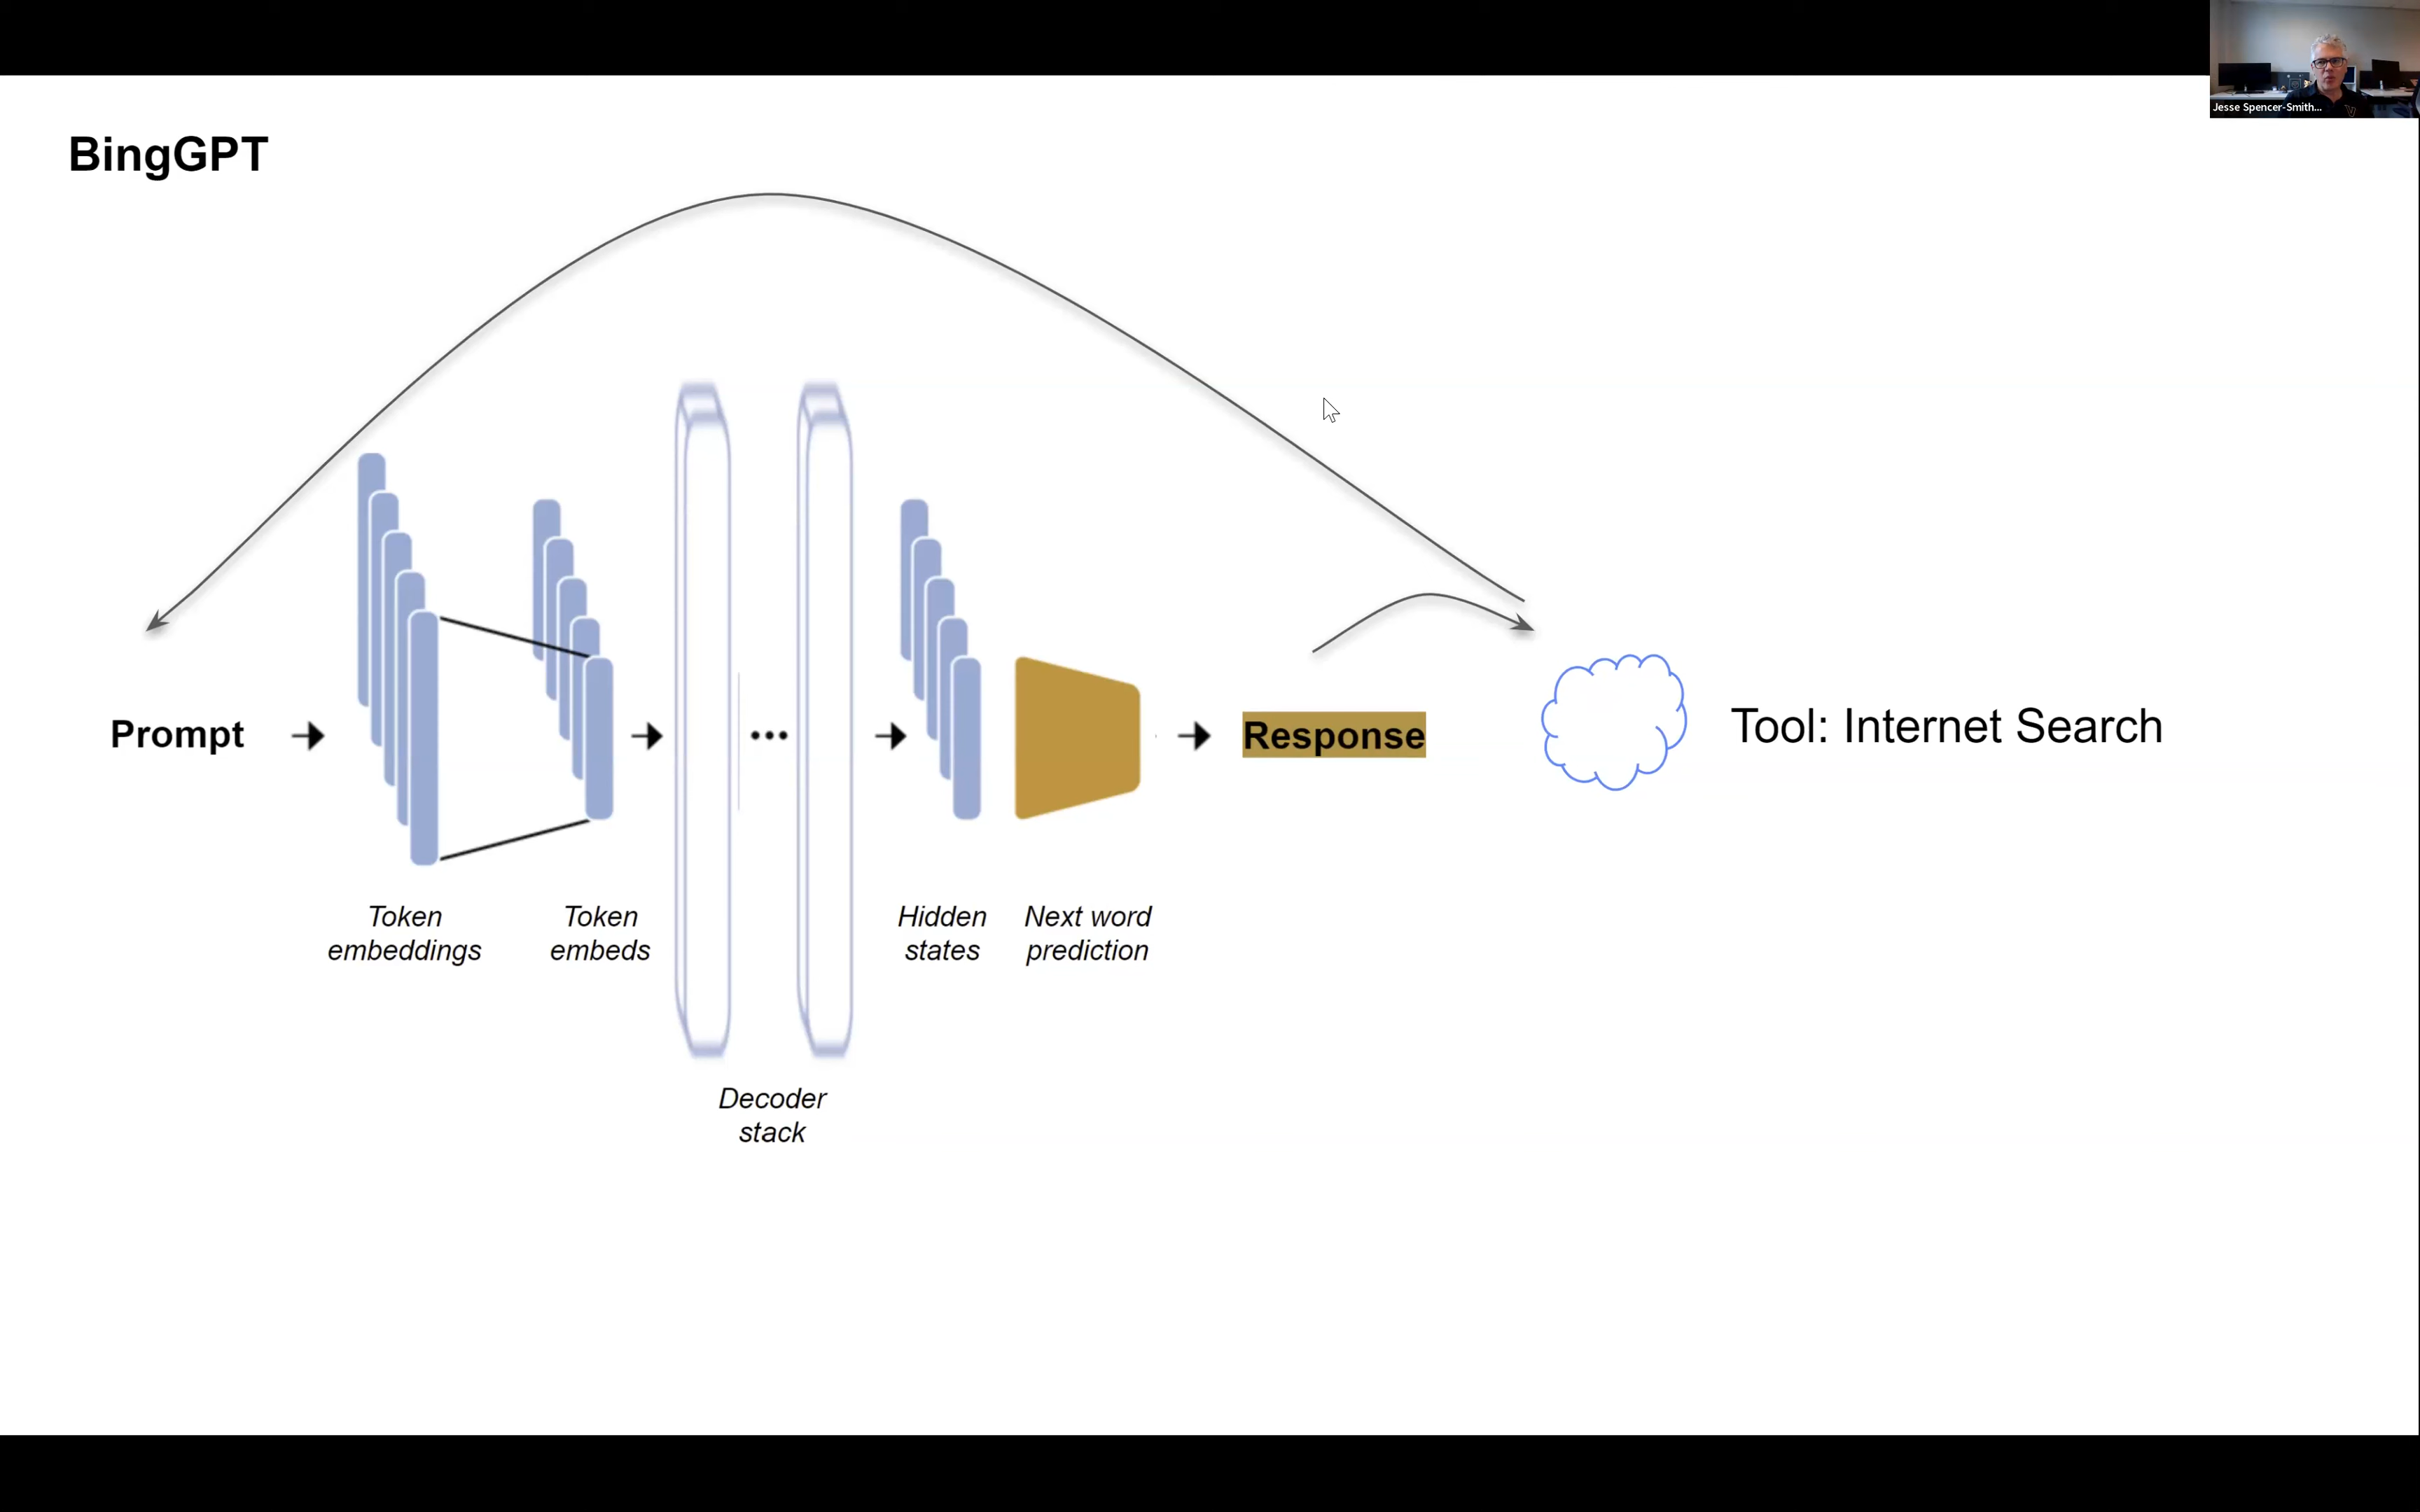 Jesse Spencer-Smith...
BingGPT
Prompt
Response
Tool: Internet Search
Token
embeddings
Token
embeds
Hidden
states
Next word
prediction
Decoder
stack